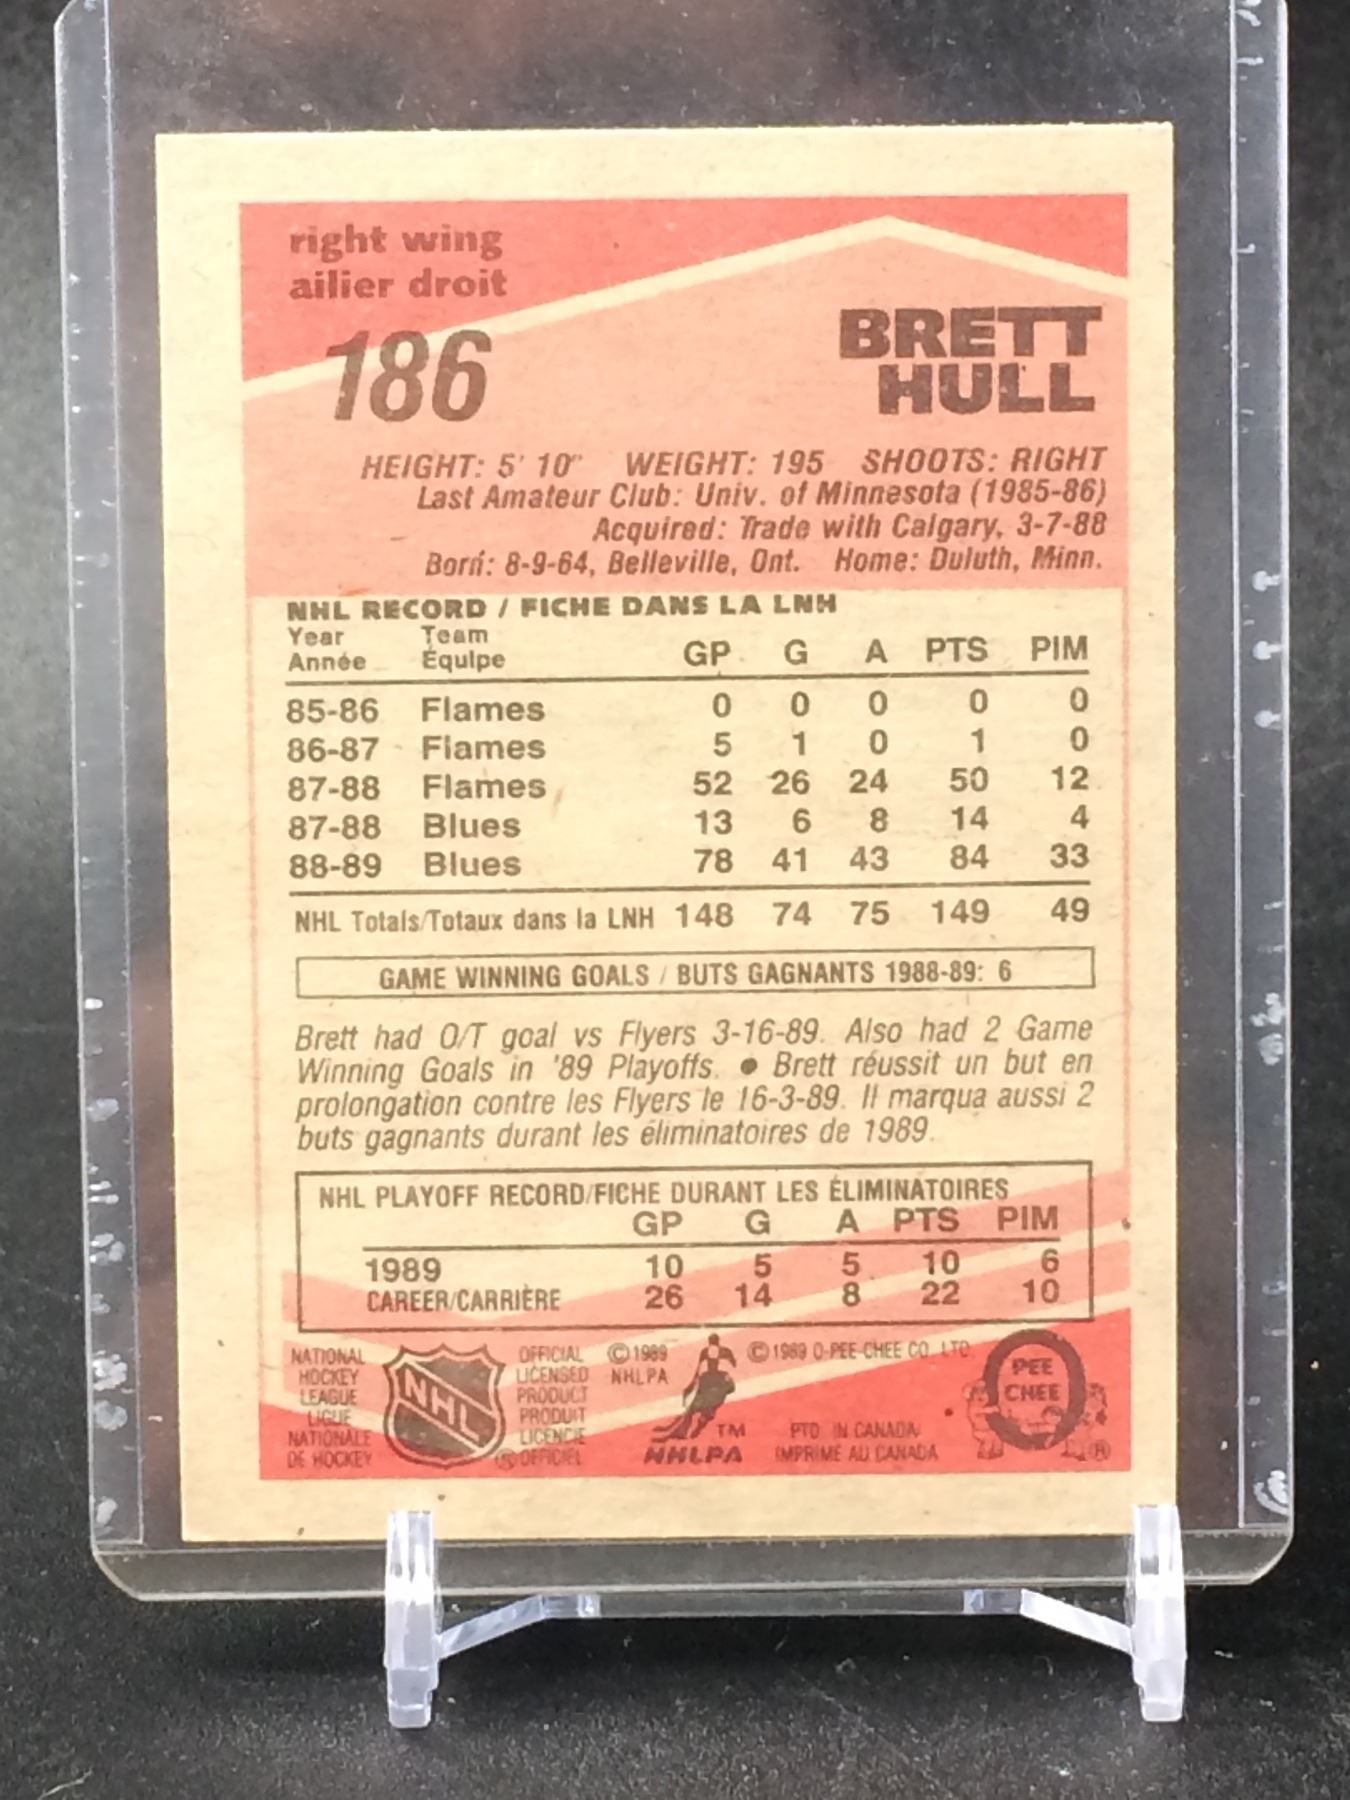 right wing
ailier droit
186
BRETT
HULL
HEIGHT: 5' 10" WEIGHT: 195 SHOOTS: RIGHT
Last Amateur Club: Univ. of Minnesota (1985-86)
Acquired: Trade with Calgary, 3-7-88
Born: 8-9-64, Belleville, Ont. Home: Duluth, Minn.
NHL RECORD / FICHE DANS LA LNH
Year Team
Année Équipe GP G A PTS PIM
85-86 Flames 0 0 0 0 0
86-87 Flames 5 1 0 1 0
87-88 Flames 52 26 24 50 12
87-88 Blues 13 6 8 14 4
88-89 Blues 78 41 43 84 33
NHL Totals/Totaux dans la LNH 148 74 75 149 49
GAME WINNING GOALS / BUTS GAGNANTS 1988-89: 6
Brett had O/T goal vs Flyers 3-16-89. Also had 2 Game
Winning Goals in '89 Playoffs. ● Brett réussit un but en
prolongation contre les Flyers le 16-3-89. Il marqua aussi 2
buts gagnants durant les éliminatoires de 1989.
NHL PLAYOFF RECORD/FICHE DURANT LES ÉLIMINATOIRES
GP G A PTS PIM
1989 10 5 5 10 6
CAREER/CARRIÈRE 26 14 8 22 10
NATIONAL
HOCKEY
LEAGUE
LIGUE
NATIONALE
DE HOCKEY
NHL
OFFICIAL
LICENSED
PRODUCT
PRODUIT
LICENCIE
® OFFICIEL
© 1989
NHLPA
TM
NHLPA
© 1989 O-PEE-CHEE CO. LTD.
PTD. IN CANADA
IMPRIMÉ AU CANADA
O
PEE
CHEE
®